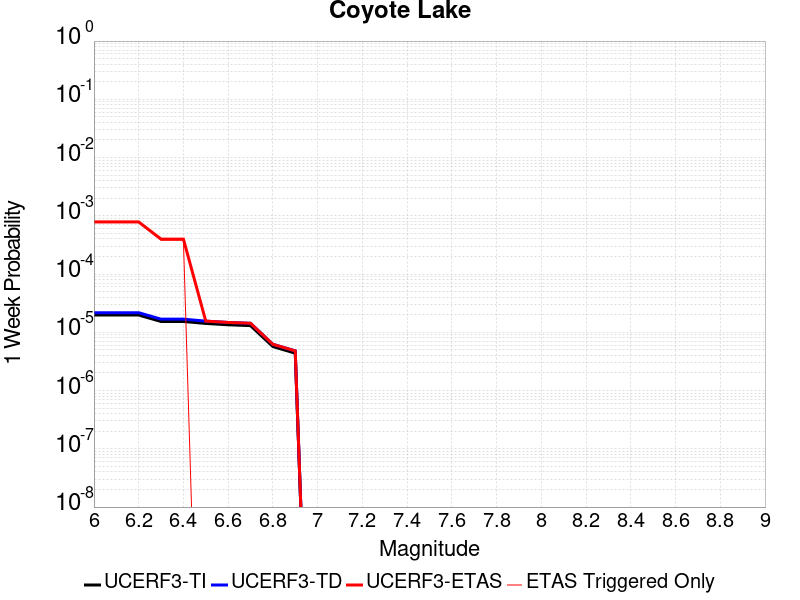 Coyote Lake
10^0
10^-1
10^-2
10^-3
10^-4
10^-5
10^-6
10^-7
10^-8
1 Week Probability
6 6.2 6.4 6.6 6.8 7 7.2 7.4 7.6 7.8 8 8.2 8.4 8.6 8.8 9
Magnitude
UCERF3-TI UCERF3-TD UCERF3-ETAS ETAS Triggered Only